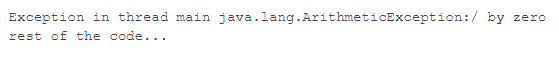 Exception in thread main java.lang.ArithmeticException:/ by zero
rest of the code...